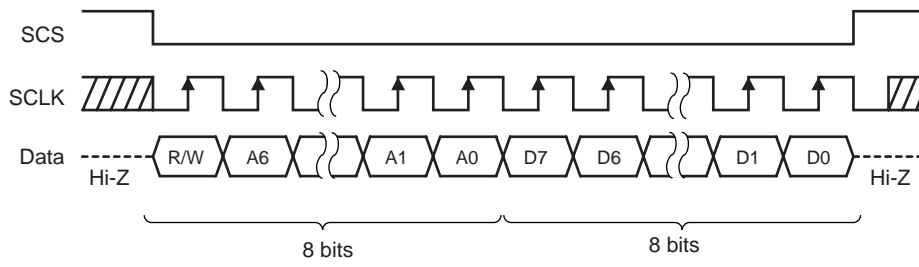 SCS
SCLK
Data
Hi-Z
R/W A6 A1 A0 D7 D6 D1 D0
Hi-Z
8 bits
8 bits